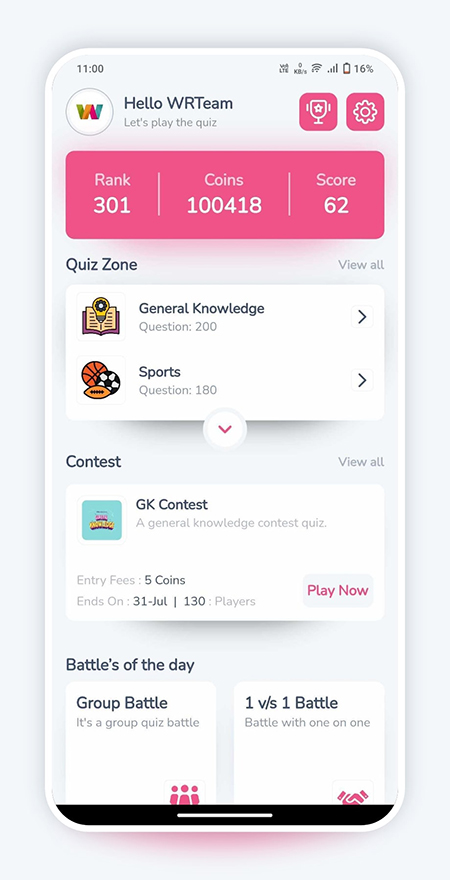 11:00 Voi) LTE 0 KB/s 16%
Hello WRTeam
Let's play the quiz
Rank Coins Score
301 100418 62
Quiz Zone View all
General Knowledge
Question: 200
Sports
Question: 180
Contest View all
GK Contest
A general knowledge contest quiz.
Entry Fees : 5 Coins
Play Now
Ends On : 31-Jul | 130 : Players
Battle's of the day
Group Battle 1 v/s 1 Battle
It's a group quiz battle Battle with one on one